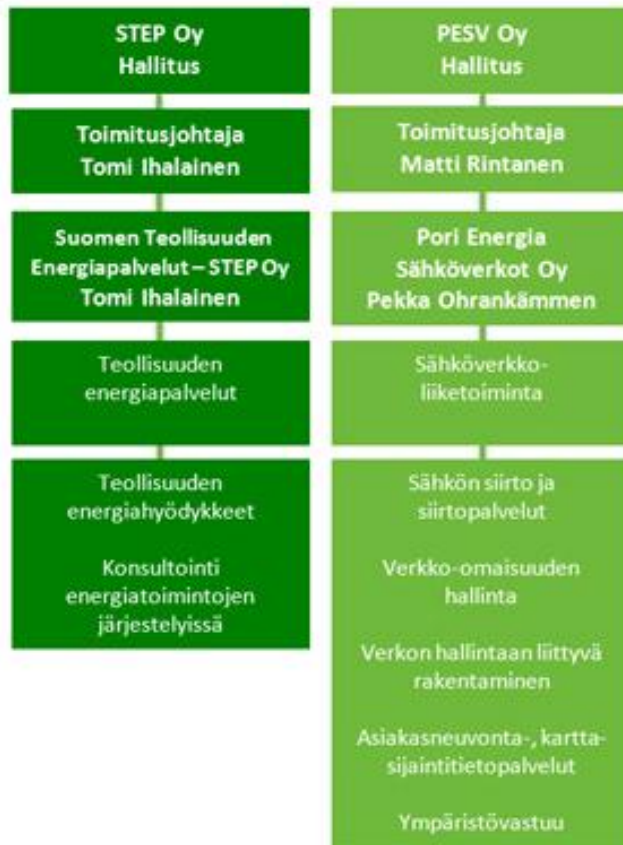 STEP Oy
Hallitus
Toimitusjohtaja
Tomi Ihalainen
Suomen Teollisuuden
Energiapalvelut – STEP Oy
Tomi Ihalainen
Teollisuuden
energiapalvelut
Teollisuuden
energiahyödykkeet
Konsultointi
energiatoimintojen
järjestelyissä
PESV Oy
Hallitus
Toimitusjohtaja
Matti Rintanen
Pori Energia
Sähköverkot Oy
Pekka Ohrankämmen
Sähköverkko-
liiketoiminta
Sähkön siirto ja
siirtopalvelut
Verkko-omaisuuden
hallinta
Verkon hallintaan liittyvä
rakentaminen
Asiakasneuvonta-, kartta-
sijaintitietopalvelut
Ympäristövastuu